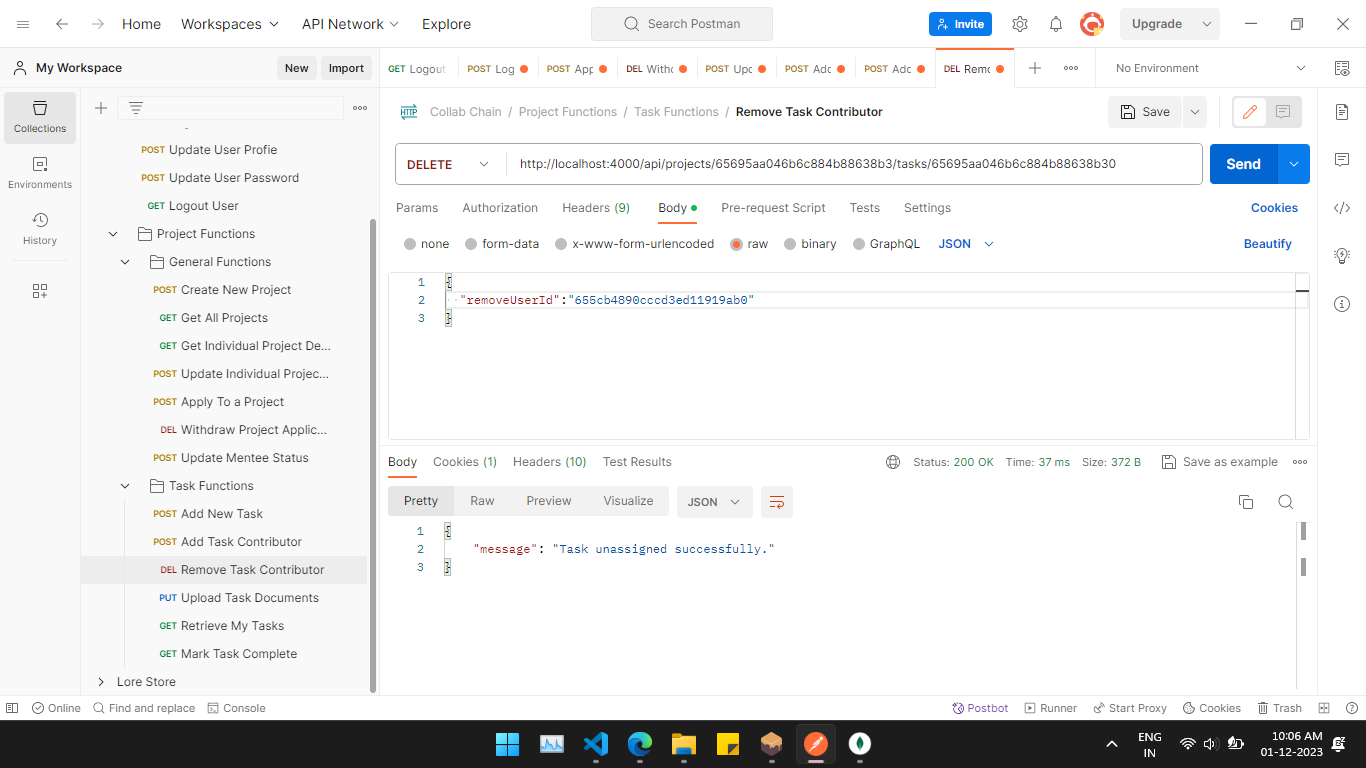 Home Workspaces API Network Explore Search Postman Invite Upgrade
My Workspace New Import GET Logout POST Log POST App DEL Withd POST Upd POST Add POST Add DEL Remo No Environment
Collections
Environments
History
POST Update User Profie
POST Update User Password
GET Logout User
Project Functions
General Functions
POST Create New Project
GET Get All Projects
GET Get Individual Project De...
POST Update Individual Projec...
POST Apply To a Project
DEL Withdraw Project Applic...
POST Update Mentee Status
Task Functions
POST Add New Task
POST Add Task Contributor
DEL Remove Task Contributor
PUT Upload Task Documents
GET Retrieve My Tasks
GET Mark Task Complete
Lore Store
HTTP Collab Chain / Project Functions / Task Functions / Remove Task Contributor Save
DELETE http://localhost:4000/api/projects/65695aa046b6c884b88638b3/tasks/65695aa046b6c884b88638b30 Send
Params Authorization Headers (9) Body Pre-request Script Tests Settings Cookies
none form-data x-www-form-urlencoded raw binary GraphQL JSON Beautify
1 {
2 "removeUserId":"655cb4890cccd3ed11919ab0"
3 }
Body Cookies (1) Headers (10) Test Results Status: 200 OK Time: 37 ms Size: 372 B Save as example
Pretty Raw Preview Visualize JSON
1 {
2 "message": "Task unassigned successfully."
3 }
Online Find and replace Console Postbot Runner Start Proxy Cookies Trash
ENG
IN
10:06 AM
01-12-2023